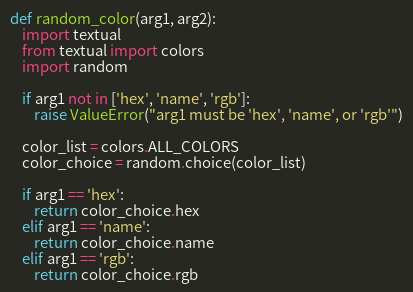 def random_color(arg1, arg2):
    import textual
    from textual import colors
    import random

    if arg1 not in ['hex', 'name', 'rgb']:
        raise ValueError("arg1 must be 'hex', 'name', or 'rgb'")

    color_list = colors.ALL_COLORS
    color_choice = random.choice(color_list)

    if arg1 == 'hex':
        return color_choice.hex
    elif arg1 == 'name':
        return color_choice.name
    elif arg1 == 'rgb':
        return color_choice.rgb